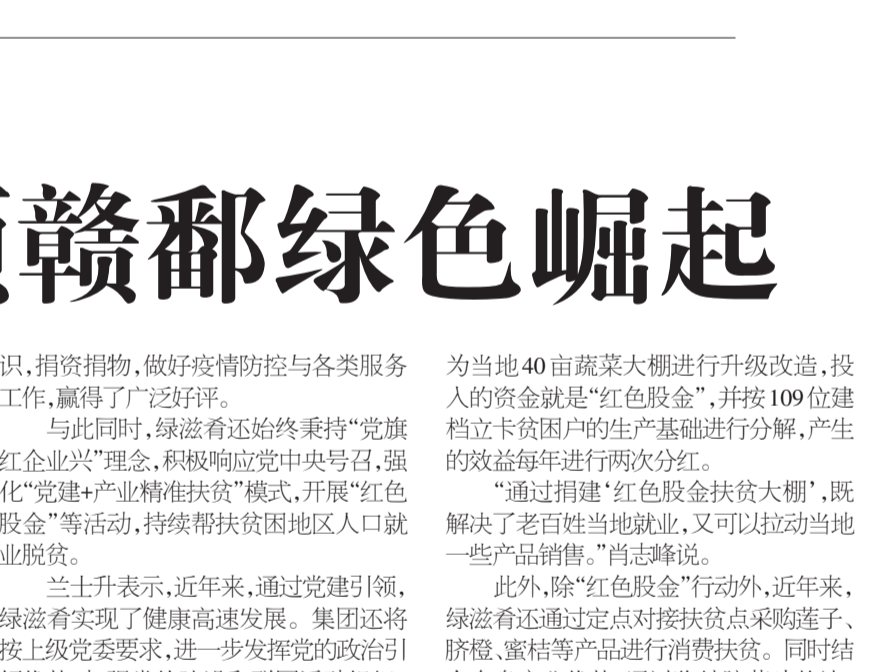 赣鄱绿色崛起
识，捐资捐物，做好疫情防控与各类服务
工作，赢得了广泛好评。
与此同时，绿滋肴还始终秉持“党旗
红企业兴”理念，积极响应党中央号召，强
化“党建+产业精准扶贫”模式，开展“红色
股金”等活动，持续帮扶贫困地区人口就
业脱贫。
兰士升表示，近年来，通过党建引领，
绿滋肴实现了健康高速发展。集团还将
按上级党委要求，进一步发挥党的政治引
为当地40亩蔬菜大棚进行升级改造，投
入的资金就是“红色股金”，并按109位建
档立卡贫困户的生产基础进行分解，产生
的效益每年进行两次分红。
“通过捐建‘红色股金扶贫大棚’，既
解决了老百姓当地就业，又可以拉动当地
一些产品销售。”肖志峰说。
此外，除“红色股金”行动外，近年来，
绿滋肴还通过定点对接扶贫点采购莲子、
脐橙、蜜桔等产品进行消费扶贫。同时结